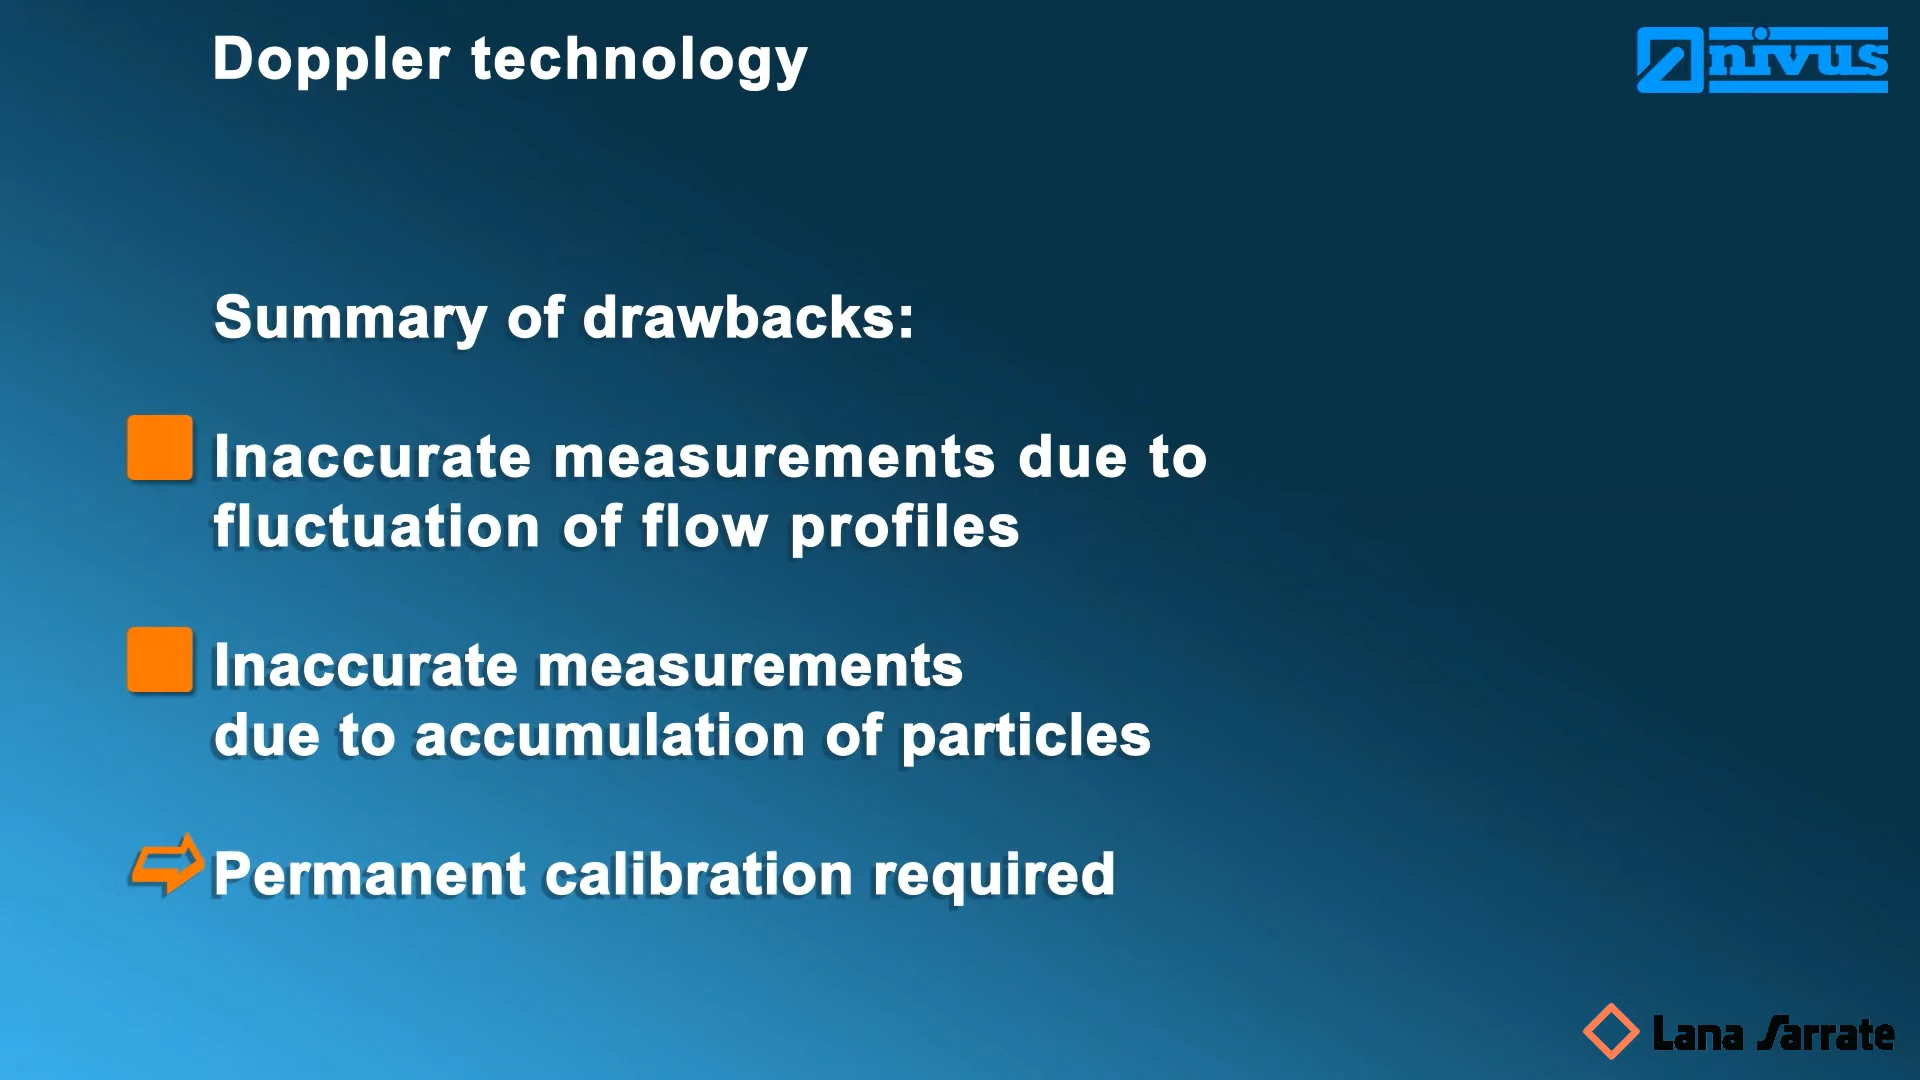 Doppler technology
nivus
Summary of drawbacks:
Inaccurate measurements due to
fluctuation of flow profiles
Inaccurate measurements
due to accumulation of particles
Permanent calibration required
Lana Sarrate